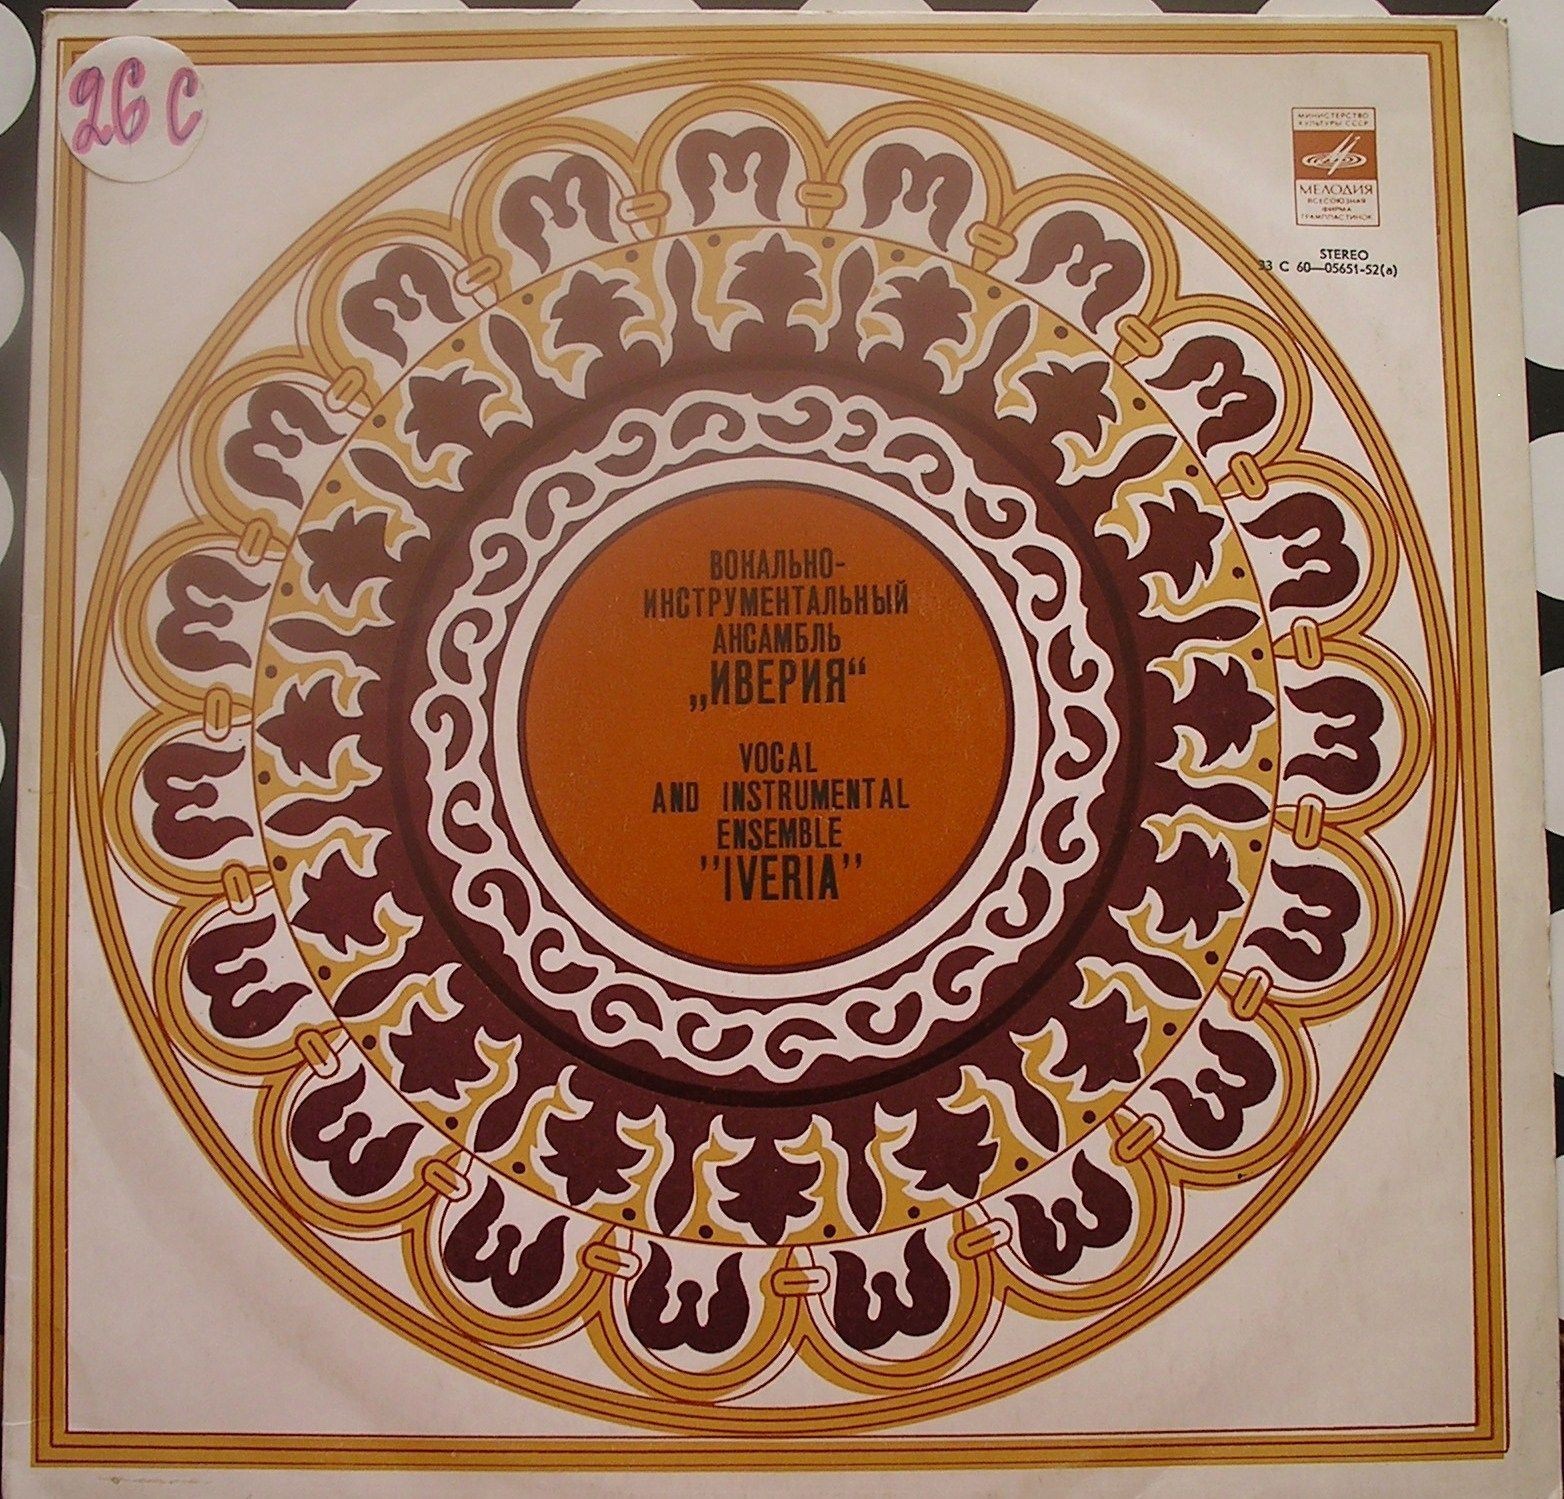 26 C
МИНИСТЕРСТВО
КУЛЬТУРЫ СССР
МЕЛОДИЯ
ВСЕСОЮЗНАЯ
ФИРМА
ГРАМПЛАСТИНОК
STEREO
33 C 60—05651-52(a)
ВОКАЛЬНО-
ИНСТРУМЕНТАЛЬНЫЙ
АНСАМБЛЬ
„ИВЕРИЯ“
VOCAL
AND INSTRUMENTAL
ENSEMBLE
"IVERIA"